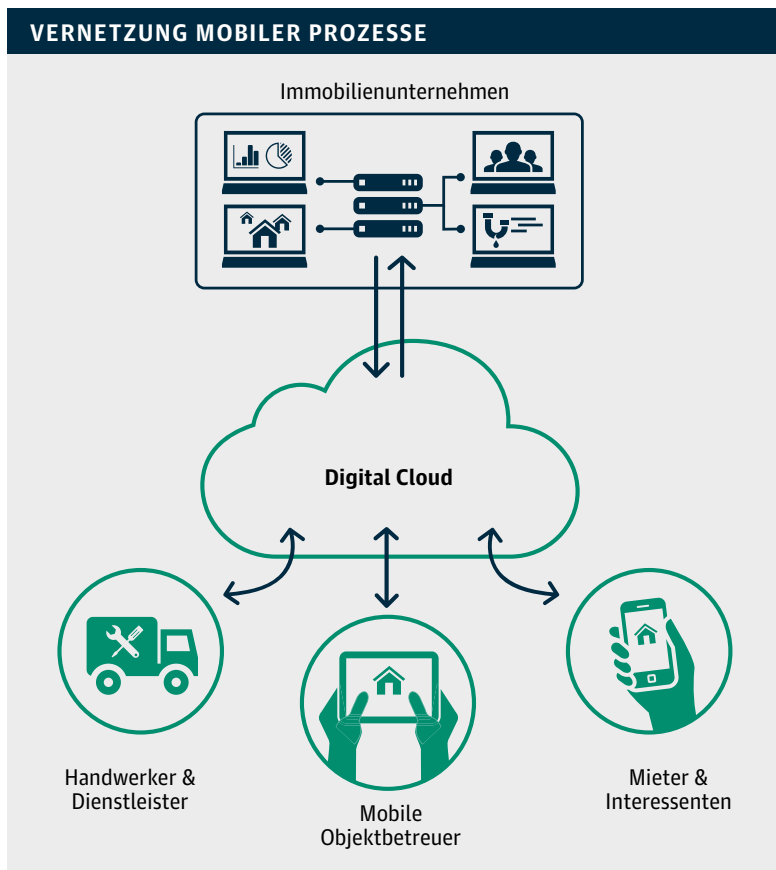 VERNETZUNG MOBILER PROZESSE
Immobilienunternehmen
Digital Cloud
Handwerker &
Dienstleister
Mobile
Objektbetreuer
Mieter &
Interessenten